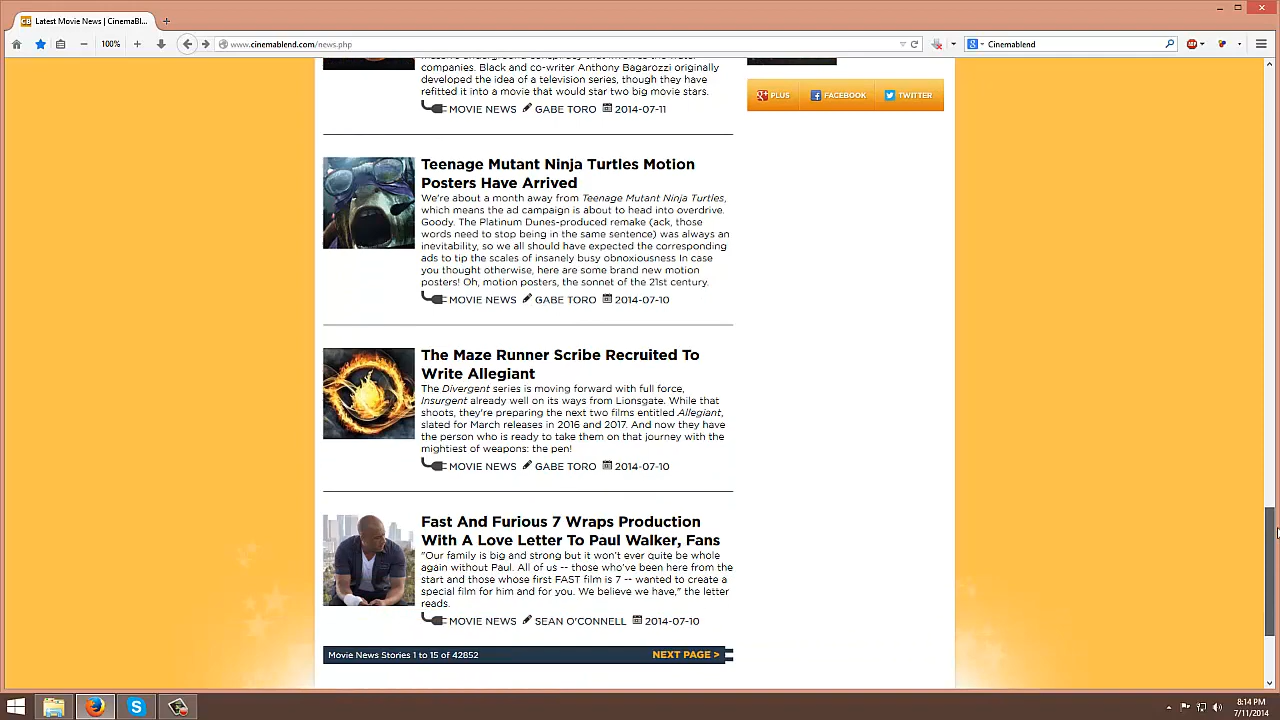 Latest Movie News | CinemaBl...
100%
www.cinemablend.com/news.php
Cinemablend
companies. Black and co-writer Anthony Bagarozzi originally
developed the idea of a television series, though they have
refitted it into a movie that would star two big movie stars.
MOVIE NEWS GABE TORO 2014-07-11
PLUS FACEBOOK TWITTER
Teenage Mutant Ninja Turtles Motion
Posters Have Arrived
We're about a month away from Teenage Mutant Ninja Turtles,
which means the ad campaign is about to head into overdrive.
Goody. The Platinum Dunes-produced remake (ack, those
words need to stop being in the same sentence) was always an
inevitability, so we all should have expected the corresponding
ads to tip the scales of insanely busy obnoxiousness In case
you thought otherwise, here are some brand new motion
posters! Oh, motion posters, the sonnet of the 21st century.
MOVIE NEWS GABE TORO 2014-07-10
The Maze Runner Scribe Recruited To
Write Allegiant
The Divergent series is moving forward with full force,
Insurgent already well on its ways from Lionsgate. While that
shoots, they're preparing the next two films entitled Allegiant,
slated for March releases in 2016 and 2017. And now they have
the person who is ready to take them on that journey with the
mightiest of weapons: the pen!
MOVIE NEWS GABE TORO 2014-07-10
Fast And Furious 7 Wraps Production
With A Love Letter To Paul Walker, Fans
"Our family is big and strong but it won't ever be quite be whole
again without Paul. All of us -- those who've been here from the
start and those whose first FAST film is 7 -- wanted to create a
special film for him and for you. We believe we have," the letter
reads.
MOVIE NEWS SEAN O'CONNELL 2014-07-10
Movie News Stories 1 to 15 of 42852 NEXT PAGE >
8:14 PM
7/11/2014